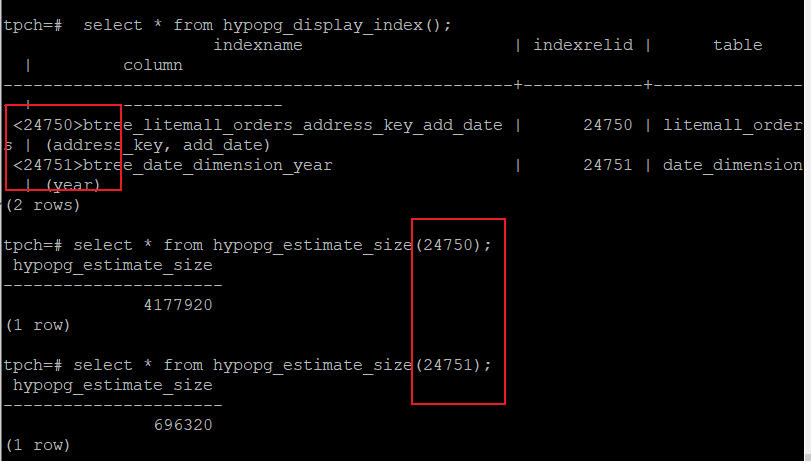 tpch=#  select * from hypopg_display_index();
                    indexname                     | indexrelid |      table
  |         column
--------------------------------------------------+------------+----------------
--+------------------------
 <24750>btree_litemall_orders_address_key_add_date |      24750 | litemall_order
s | (address_key, add_date)
 <24751>btree_date_dimension_year                  |      24751 | date_dimension
  | (year)
(2 rows)
tpch=# select * from hypopg_estimate_size(24750);
 hypopg_estimate_size
----------------------
              4177920
(1 row)
tpch=# select * from hypopg_estimate_size(24751);
 hypopg_estimate_size
----------------------
               696320
(1 row)